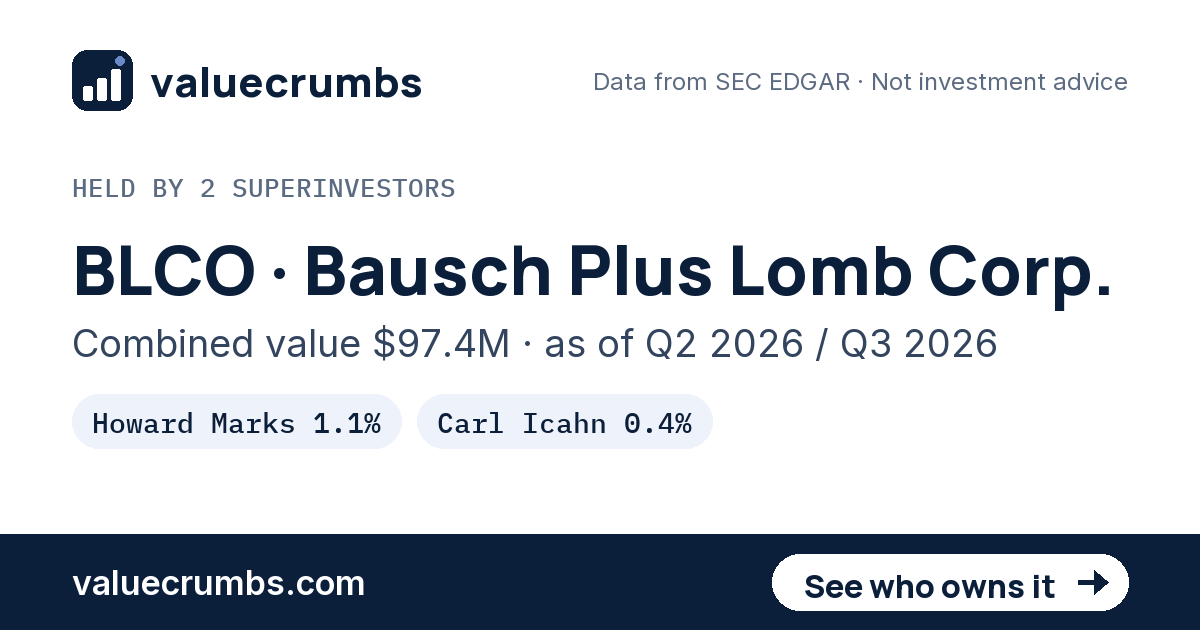 valuecrumbs
Data from SEC EDGAR · Not investment advice
HELD BY 2 SUPERINVESTORS
BLCO · Bausch Plus Lomb Corp.
Combined value $97.4M · as of Q2 2026 / Q3 2026
Howard Marks 1.1%
Carl Icahn 0.4%
valuecrumbs.com
See who owns it →